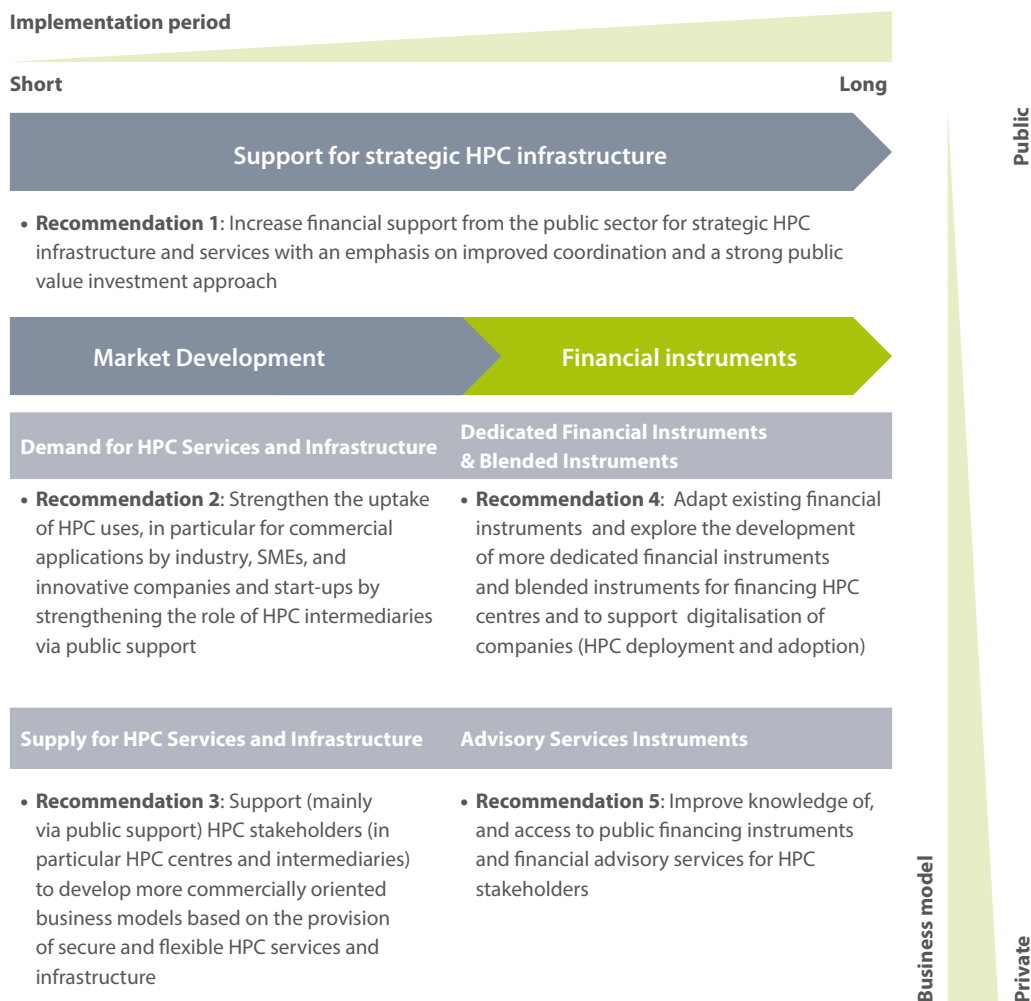 Implementation period
Short
Long
Public
Support for strategic HPC infrastructure
• Recommendation 1: Increase financial support from the public sector for strategic HPC
infrastructure and services with an emphasis on improved coordination and a strong public
value investment approach
Market Development
Financial instruments
Demand for HPC Services and Infrastructure
• Recommendation 2: Strengthen the uptake
of HPC uses, in particular for commercial
applications by industry, SMEs, and
innovative companies and start-ups by
strengthening the role of HPC intermediaries
via public support
Dedicated Financial Instruments
& Blended Instruments
• Recommendation 4: Adapt existing financial
instruments and explore the development
of more dedicated financial instruments
and blended instruments for financing HPC
centres and to support digitalisation of
companies (HPC deployment and adoption)
Supply for HPC Services and Infrastructure
• Recommendation 3: Support (mainly
via public support) HPC stakeholders (in
particular HPC centres and intermediaries)
to develop more commercially oriented
business models based on the provision
of secure and flexible HPC services and
infrastructure
Advisory Services Instruments
• Recommendation 5: Improve knowledge of,
and access to public financing instruments
and financial advisory services for HPC
stakeholders
Business model
Private